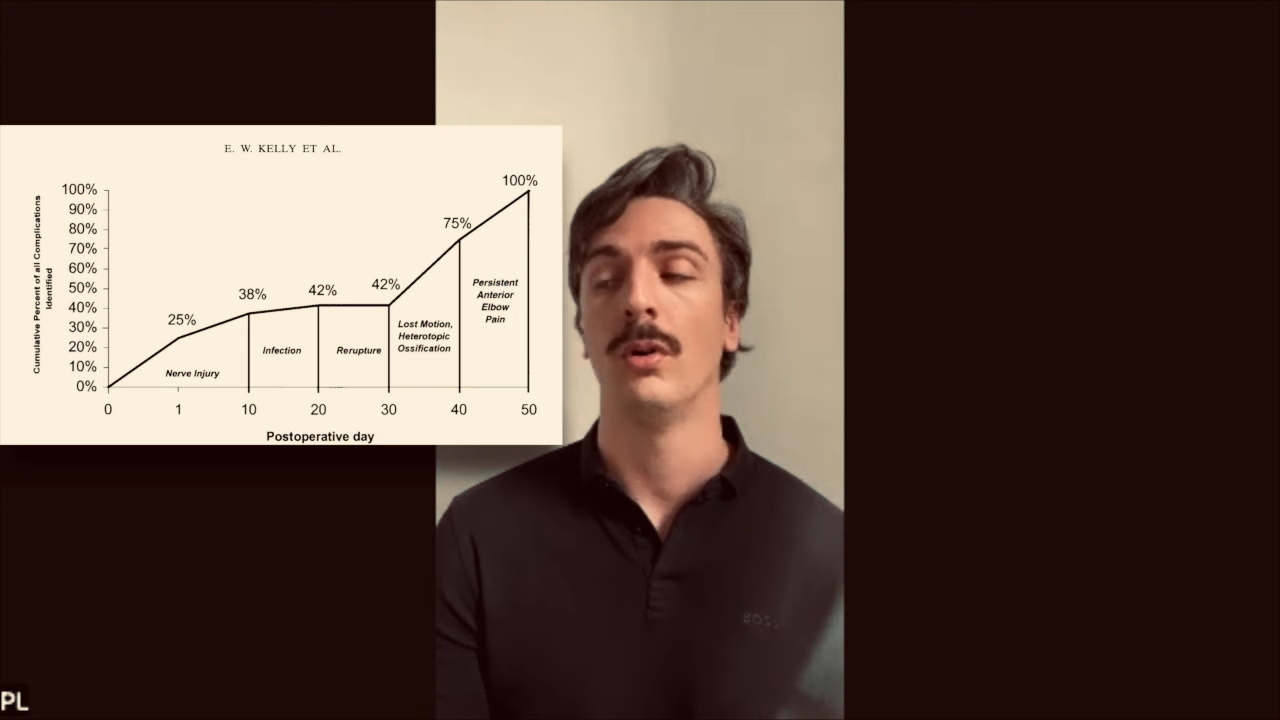 E. W. KELLY ET AL.
Cumulative Percent of all Complications
Identified
100%
90%
80%
70%
60%
50%
40%
30%
20%
10%
0%
25%
38%
42%
42%
75%
100%
Nerve Injury
Infection
Rerupture
Lost Motion,
Heterotopic
Ossification
Persistent
Anterior
Elbow
Pain
0 1 10 20 30 40 50
Postoperative day
BOSS
PL